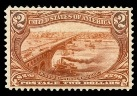 UNITED STATES OF AMERICA
$2 $2
POSTAGE TWO DOLLARS